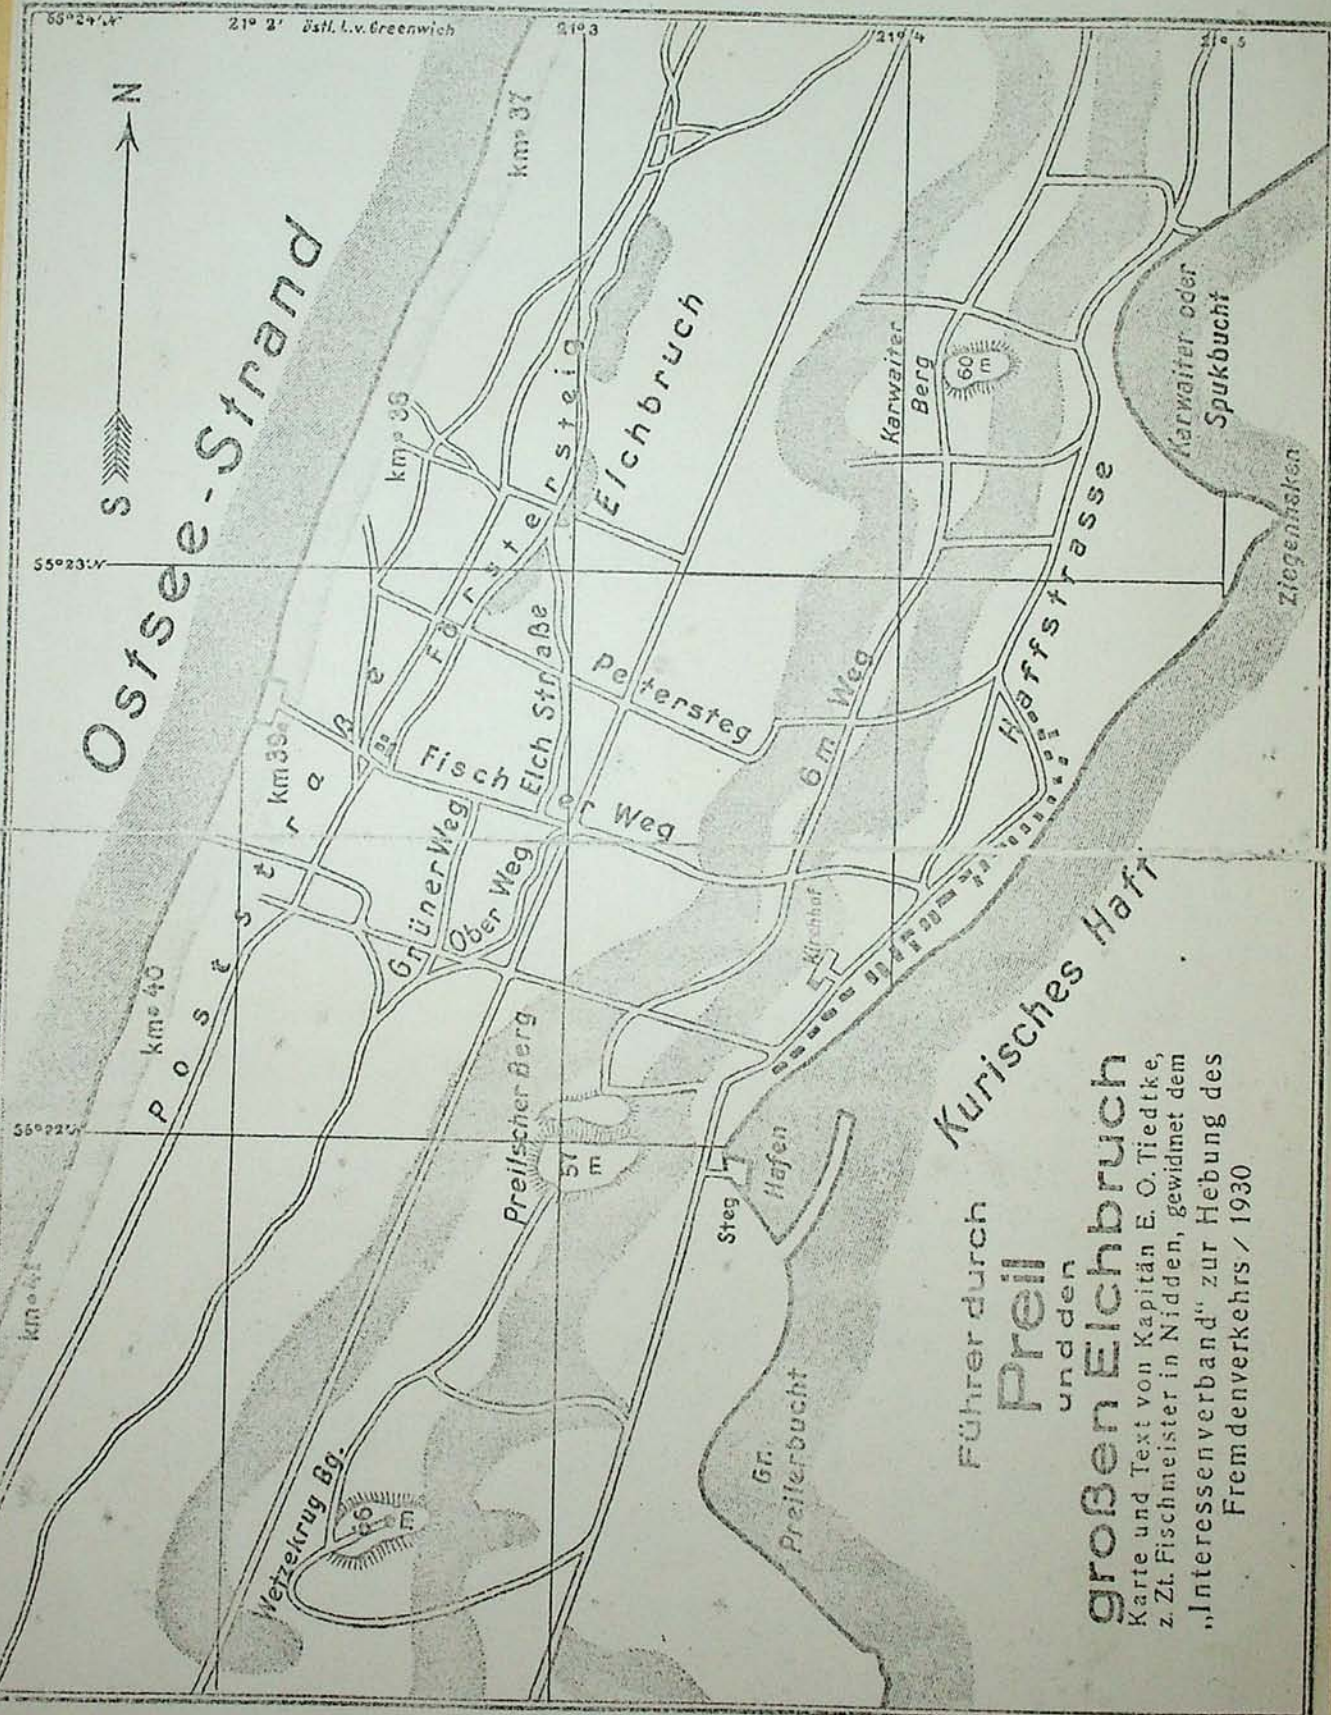 55°24'N
21° 2' östl. L.v. Greenwich
21° 3
21° 4
21° 5
S
N
Ostsee-Strand
km° 37
km° 38
km 39
km° 40
km° 41
55°23'N
55°22'N
Poststraße
Förstersteig
Elchbruch
Elch Straße
Petersteg
Fischer Weg
Grüner Weg
Ober Weg
6 m Weg
Haffstrasse
Karwaiter
Berg
60
m
Karwaiter oder
Spukbucht
Ziegenhaken
Kirchhof
Kurisches Haff
Preilscher Berg
57
m
Steg
Hafen
Wetzekrug Bg.
66
m
Gr.
Preilerbucht
Führer durch
Preil
und den
großen Elchbruch
Karte und Text von Kapitän E. O. Tiedtke,
z. Zt. Fischmeister in Nidden, gewidmet dem
„Interessenverband" zur Hebung des
Fremdenverkehrs / 1930